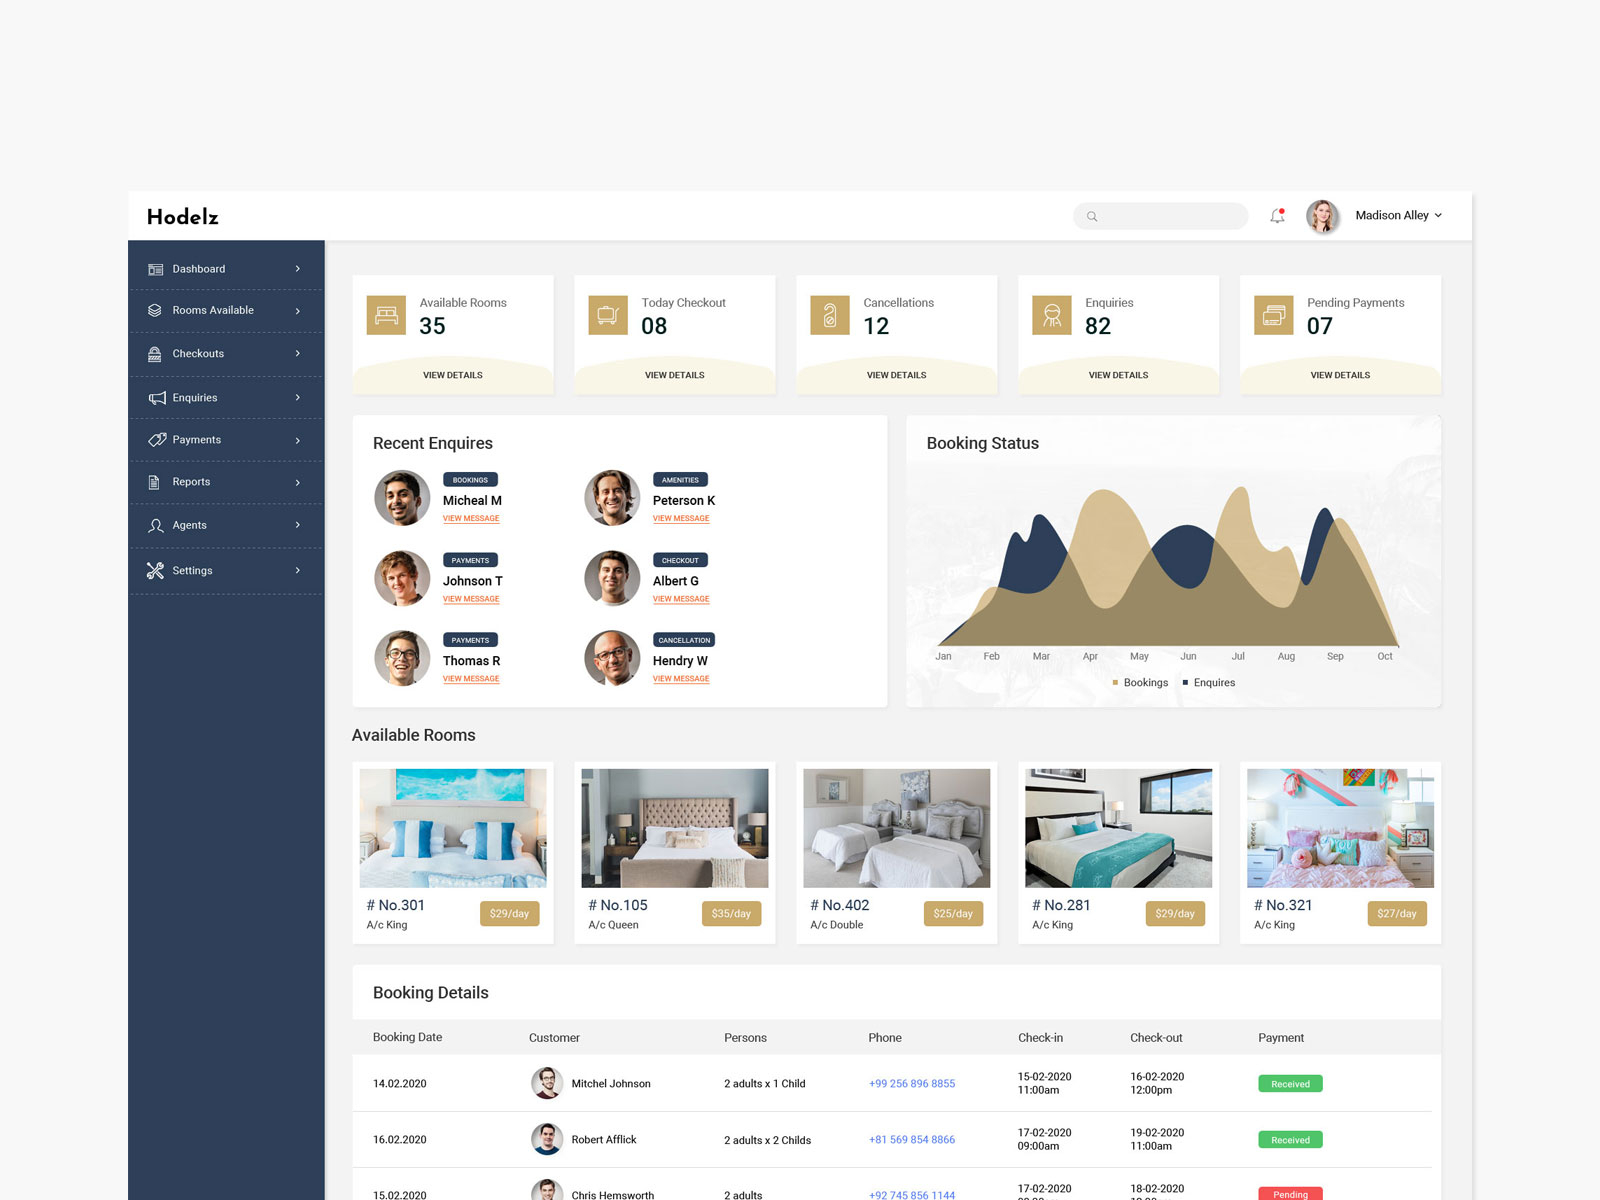 Hodelz
Madison Alley
Dashboard
Rooms Available
Checkouts
Enquiries
Payments
Reports
Agents
Settings
Available Rooms
35
VIEW DETAILS
Today Checkout
08
VIEW DETAILS
Cancellations
12
VIEW DETAILS
Enquiries
82
VIEW DETAILS
Pending Payments
07
VIEW DETAILS
Recent Enquires
BOOKINGS
Micheal M
VIEW MESSAGE
AMENITIES
Peterson K
VIEW MESSAGE
PAYMENTS
Johnson T
VIEW MESSAGE
CHECKOUT
Albert G
VIEW MESSAGE
PAYMENTS
Thomas R
VIEW MESSAGE
CANCELLATION
Hendry W
VIEW MESSAGE
Booking Status
Jan Feb Mar Apr May Jun Jul Aug Sep Oct
Bookings Enquires
Available Rooms
# No.301
A/c King
$29/day
# No.105
A/c Queen
$35/day
# No.402
A/c Double
$25/day
# No.281
A/c King
$29/day
# No.321
A/c King
$27/day
Booking Details
Booking Date Customer Persons Phone Check-in Check-out Payment
14.02.2020 Mitchel Johnson 2 adults x 1 Child +99 256 896 8855 15-02-2020 16-02-2020 Received
11:00am 12:00pm
16.02.2020 Robert Afflick 2 adults x 2 Childs +81 569 854 8866 17-02-2020 19-02-2020 Received
09:00am 11:00am
15.02.2020 Chris Hemsworth 2 adults +92 745 856 1144 17-02-2020 18-02-2020 Pending